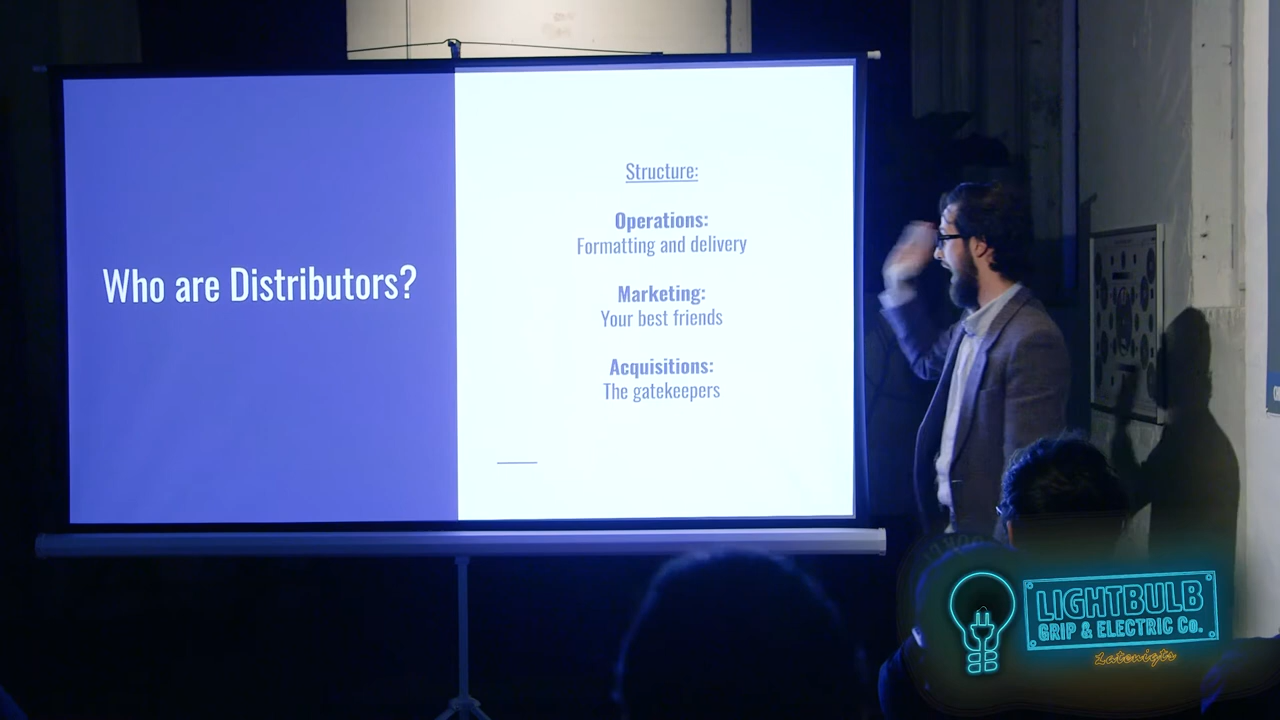 Who are Distributors?
Structure:
Operations:
Formatting and delivery
Marketing:
Your best friends
Acquisitions:
The gatekeepers
LIGHTBULB
GRIP & ELECTRIC Co.
Latenigts